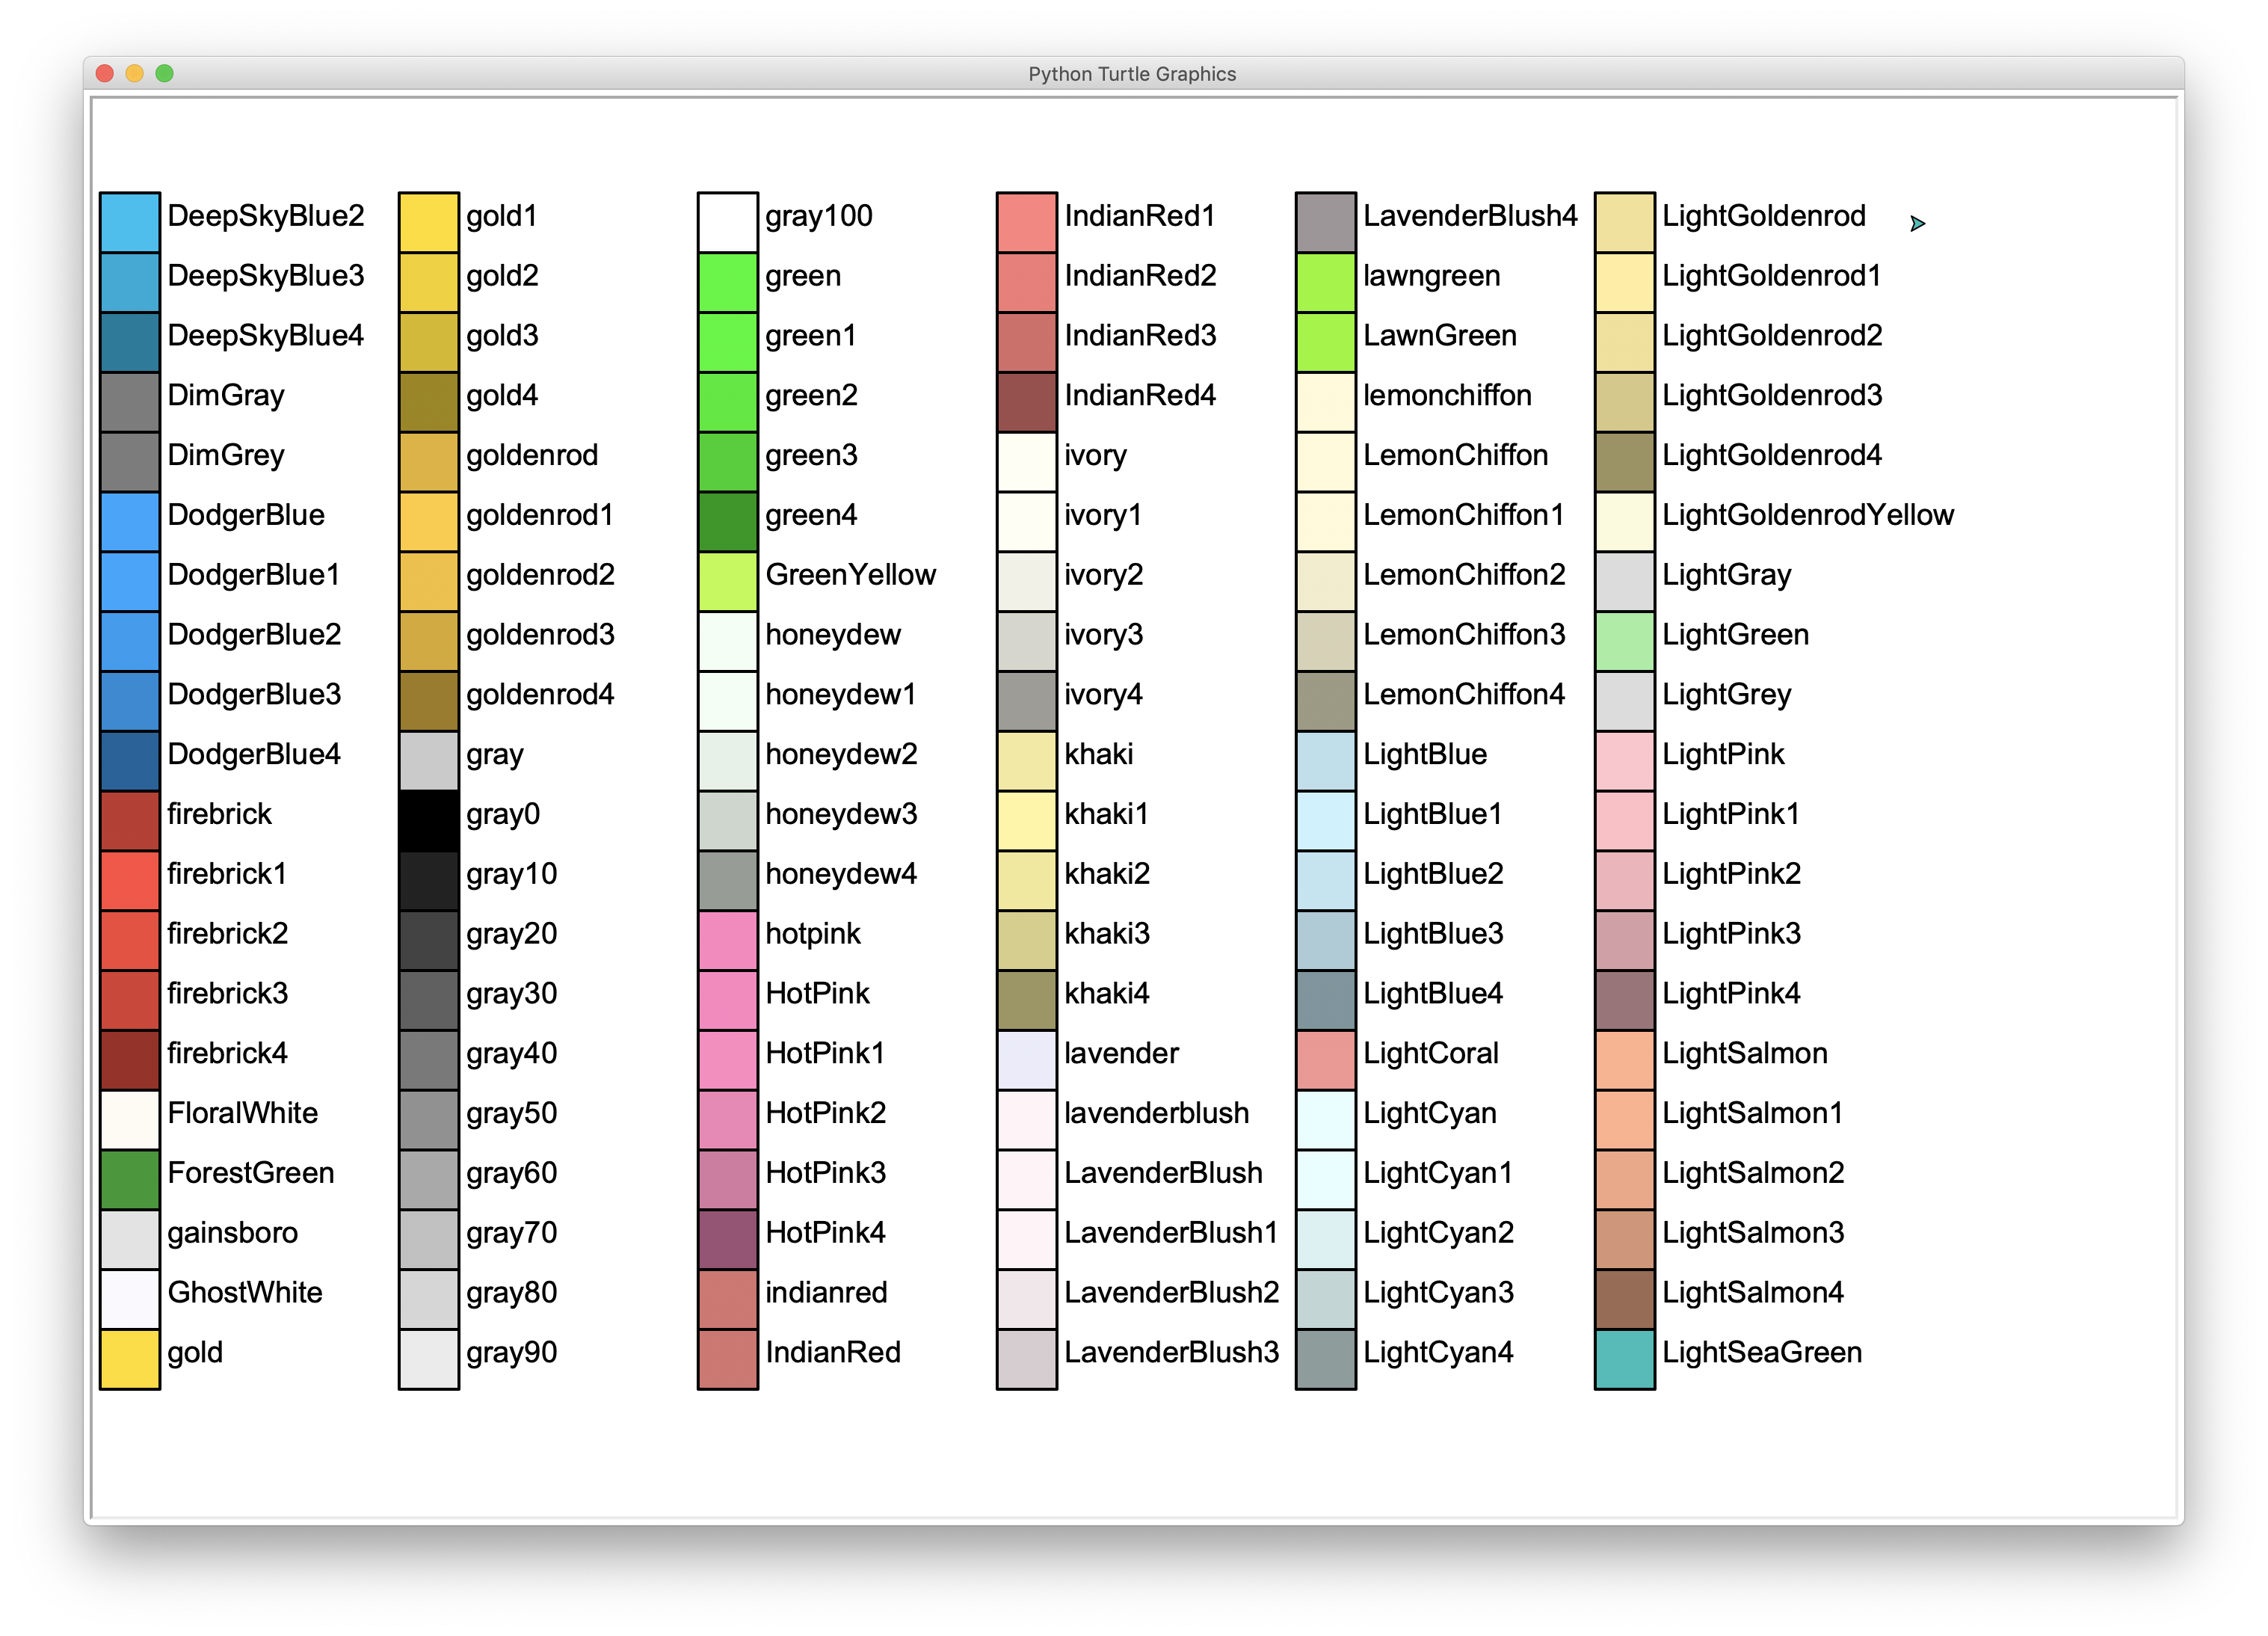 Python Turtle Graphics
DeepSkyBlue2
DeepSkyBlue3
DeepSkyBlue4
DimGray
DimGrey
DodgerBlue
DodgerBlue1
DodgerBlue2
DodgerBlue3
DodgerBlue4
firebrick
firebrick1
firebrick2
firebrick3
firebrick4
FloralWhite
ForestGreen
gainsboro
GhostWhite
gold
gold1
gold2
gold3
gold4
goldenrod
goldenrod1
goldenrod2
goldenrod3
goldenrod4
gray
gray0
gray10
gray20
gray30
gray40
gray50
gray60
gray70
gray80
gray90
gray100
green
green1
green2
green3
green4
GreenYellow
honeydew
honeydew1
honeydew2
honeydew3
honeydew4
hotpink
HotPink
HotPink1
HotPink2
HotPink3
HotPink4
indianred
IndianRed
IndianRed1
IndianRed2
IndianRed3
IndianRed4
ivory
ivory1
ivory2
ivory3
ivory4
khaki
khaki1
khaki2
khaki3
khaki4
lavender
lavenderblush
LavenderBlush
LavenderBlush1
LavenderBlush2
LavenderBlush3
LavenderBlush4
lawngreen
LawnGreen
lemonchiffon
LemonChiffon
LemonChiffon1
LemonChiffon2
LemonChiffon3
LemonChiffon4
LightBlue
LightBlue1
LightBlue2
LightBlue3
LightBlue4
LightCoral
LightCyan
LightCyan1
LightCyan2
LightCyan3
LightCyan4
LightGoldenrod
LightGoldenrod1
LightGoldenrod2
LightGoldenrod3
LightGoldenrod4
LightGoldenrodYellow
LightGray
LightGreen
LightGrey
LightPink
LightPink1
LightPink2
LightPink3
LightPink4
LightSalmon
LightSalmon1
LightSalmon2
LightSalmon3
LightSalmon4
LightSeaGreen